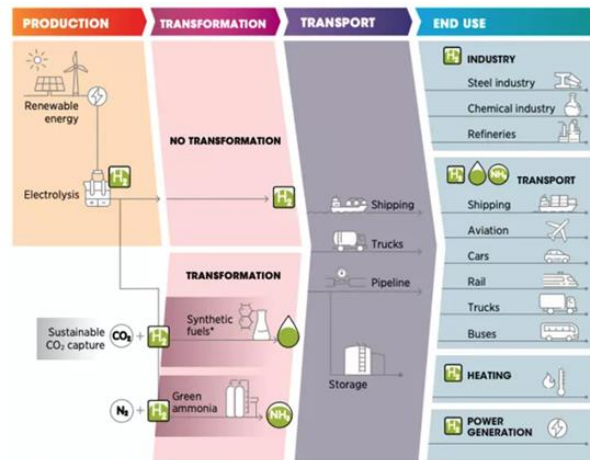 PRODUCTION
TRANSFORMATION
TRANSPORT
END USE
Renewable
energy
Electrolysis
H₂
NO TRANSFORMATION
H₂
TRANSFORMATION
Sustainable
CO₂ capture
CO₂ + H₂
Synthetic
fuels*
N₂ + H₂
Green
ammonia
NH₃
Shipping
Trucks
Pipeline
Storage
H₂ INDUSTRY
Steel industry
Chemical industry
Refineries
H₂ NH₃ TRANSPORT
Shipping
Aviation
Cars
Rail
Trucks
Buses
H₂ HEATING
H₂ POWER
GENERATION